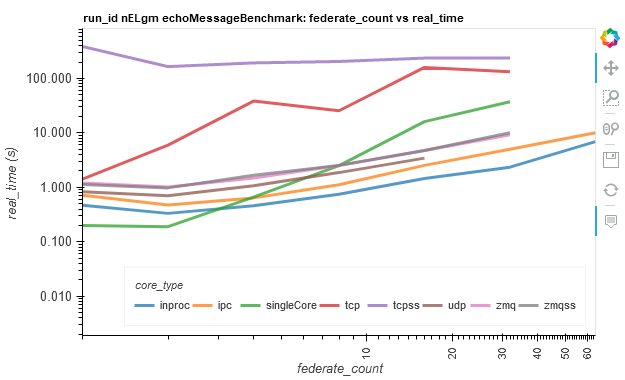 run_id nELgm echoMessageBenchmark: federate_count vs real_time
real_time (s)
100.000
10.000
1.000
0.100
0.010
core_type
inproc ipc singleCore tcp tcpss udp zmq zmqss
10 20 30 40 50 60
federate_count